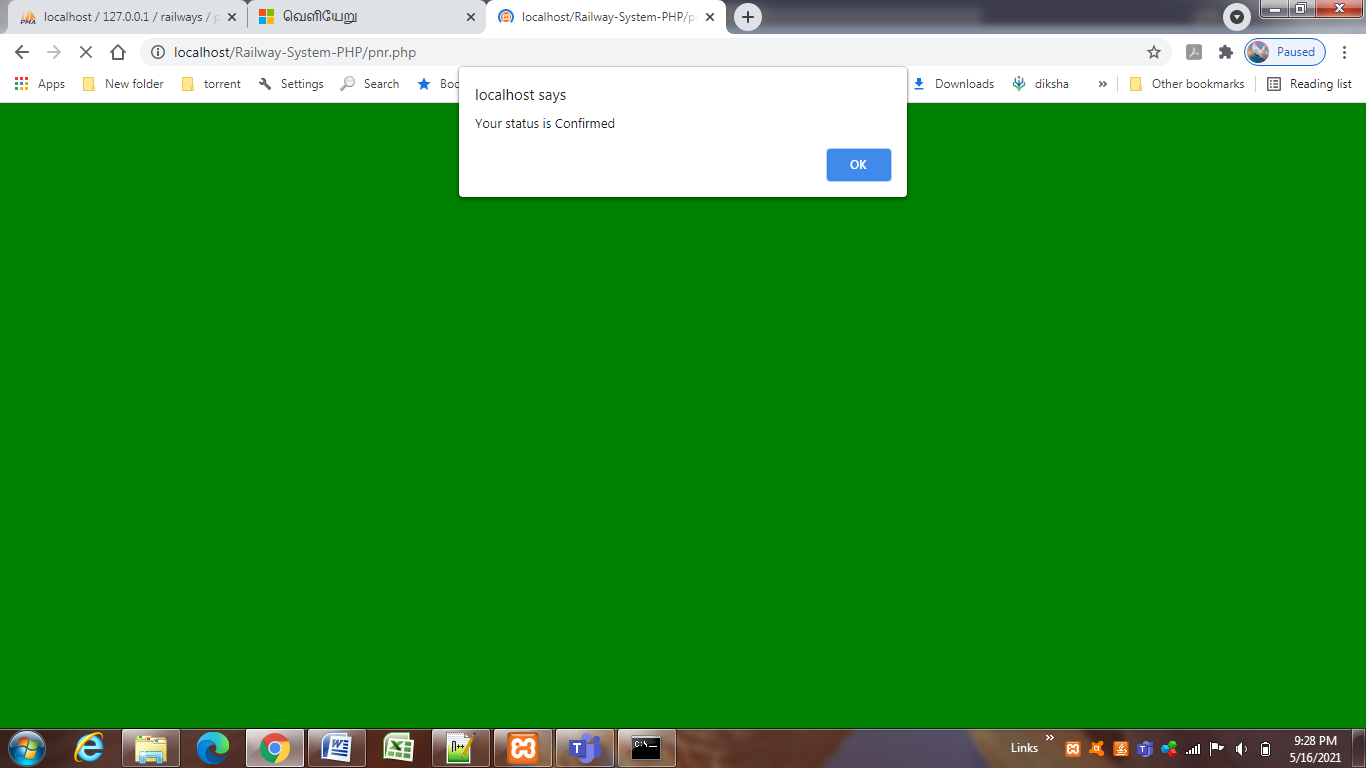 localhost / 127.0.0.1 / railways / p
வெளியேறு
localhost/Railway-System-PHP/pn
localhost/Railway-System-PHP/pnr.php
Paused
Apps
New folder
torrent
Settings
Search
Boo
Downloads
diksha
»
Other bookmarks
Reading list
localhost says
Your status is Confirmed
OK
Links
»
9:28 PM
5/16/2021